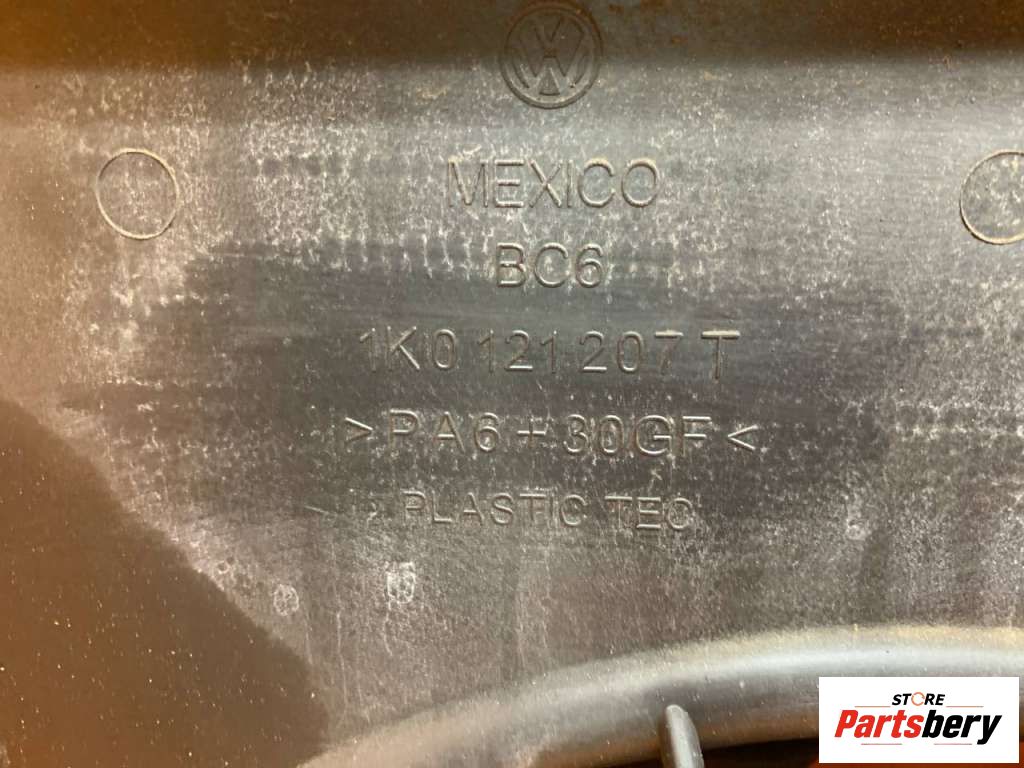 MEXICO
BC6
1K0 121 207 T
>PA6+30GF<
PLASTIC TEC
STORE
Partsbery